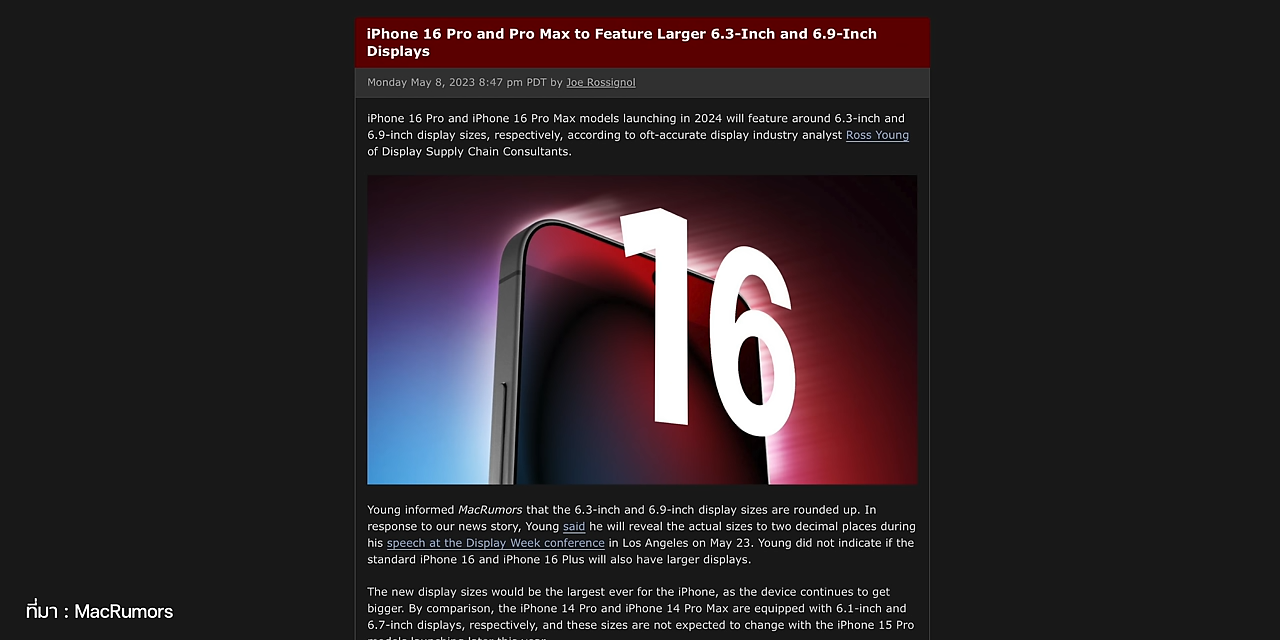 iPhone 16 Pro and Pro Max to Feature Larger 6.3-Inch and 6.9-Inch
Displays
Monday May 8, 2023 8:47 pm PDT by Joe Rossignol
iPhone 16 Pro and iPhone 16 Pro Max models launching in 2024 will feature around 6.3-inch and
6.9-inch display sizes, respectively, according to oft-accurate display industry analyst Ross Young
of Display Supply Chain Consultants.
16
Young informed MacRumors that the 6.3-inch and 6.9-inch display sizes are rounded up. In
response to our news story, Young said he will reveal the actual sizes to two decimal places during
his speech at the Display Week conference in Los Angeles on May 23. Young did not indicate if the
standard iPhone 16 and iPhone 16 Plus will also have larger displays.
The new display sizes would be the largest ever for the iPhone, as the device continues to get
bigger. By comparison, the iPhone 14 Pro and iPhone 14 Pro Max are equipped with 6.1-inch and
6.7-inch displays, respectively, and these sizes are not expected to change with the iPhone 15 Pro
ที่มา : MacRumors